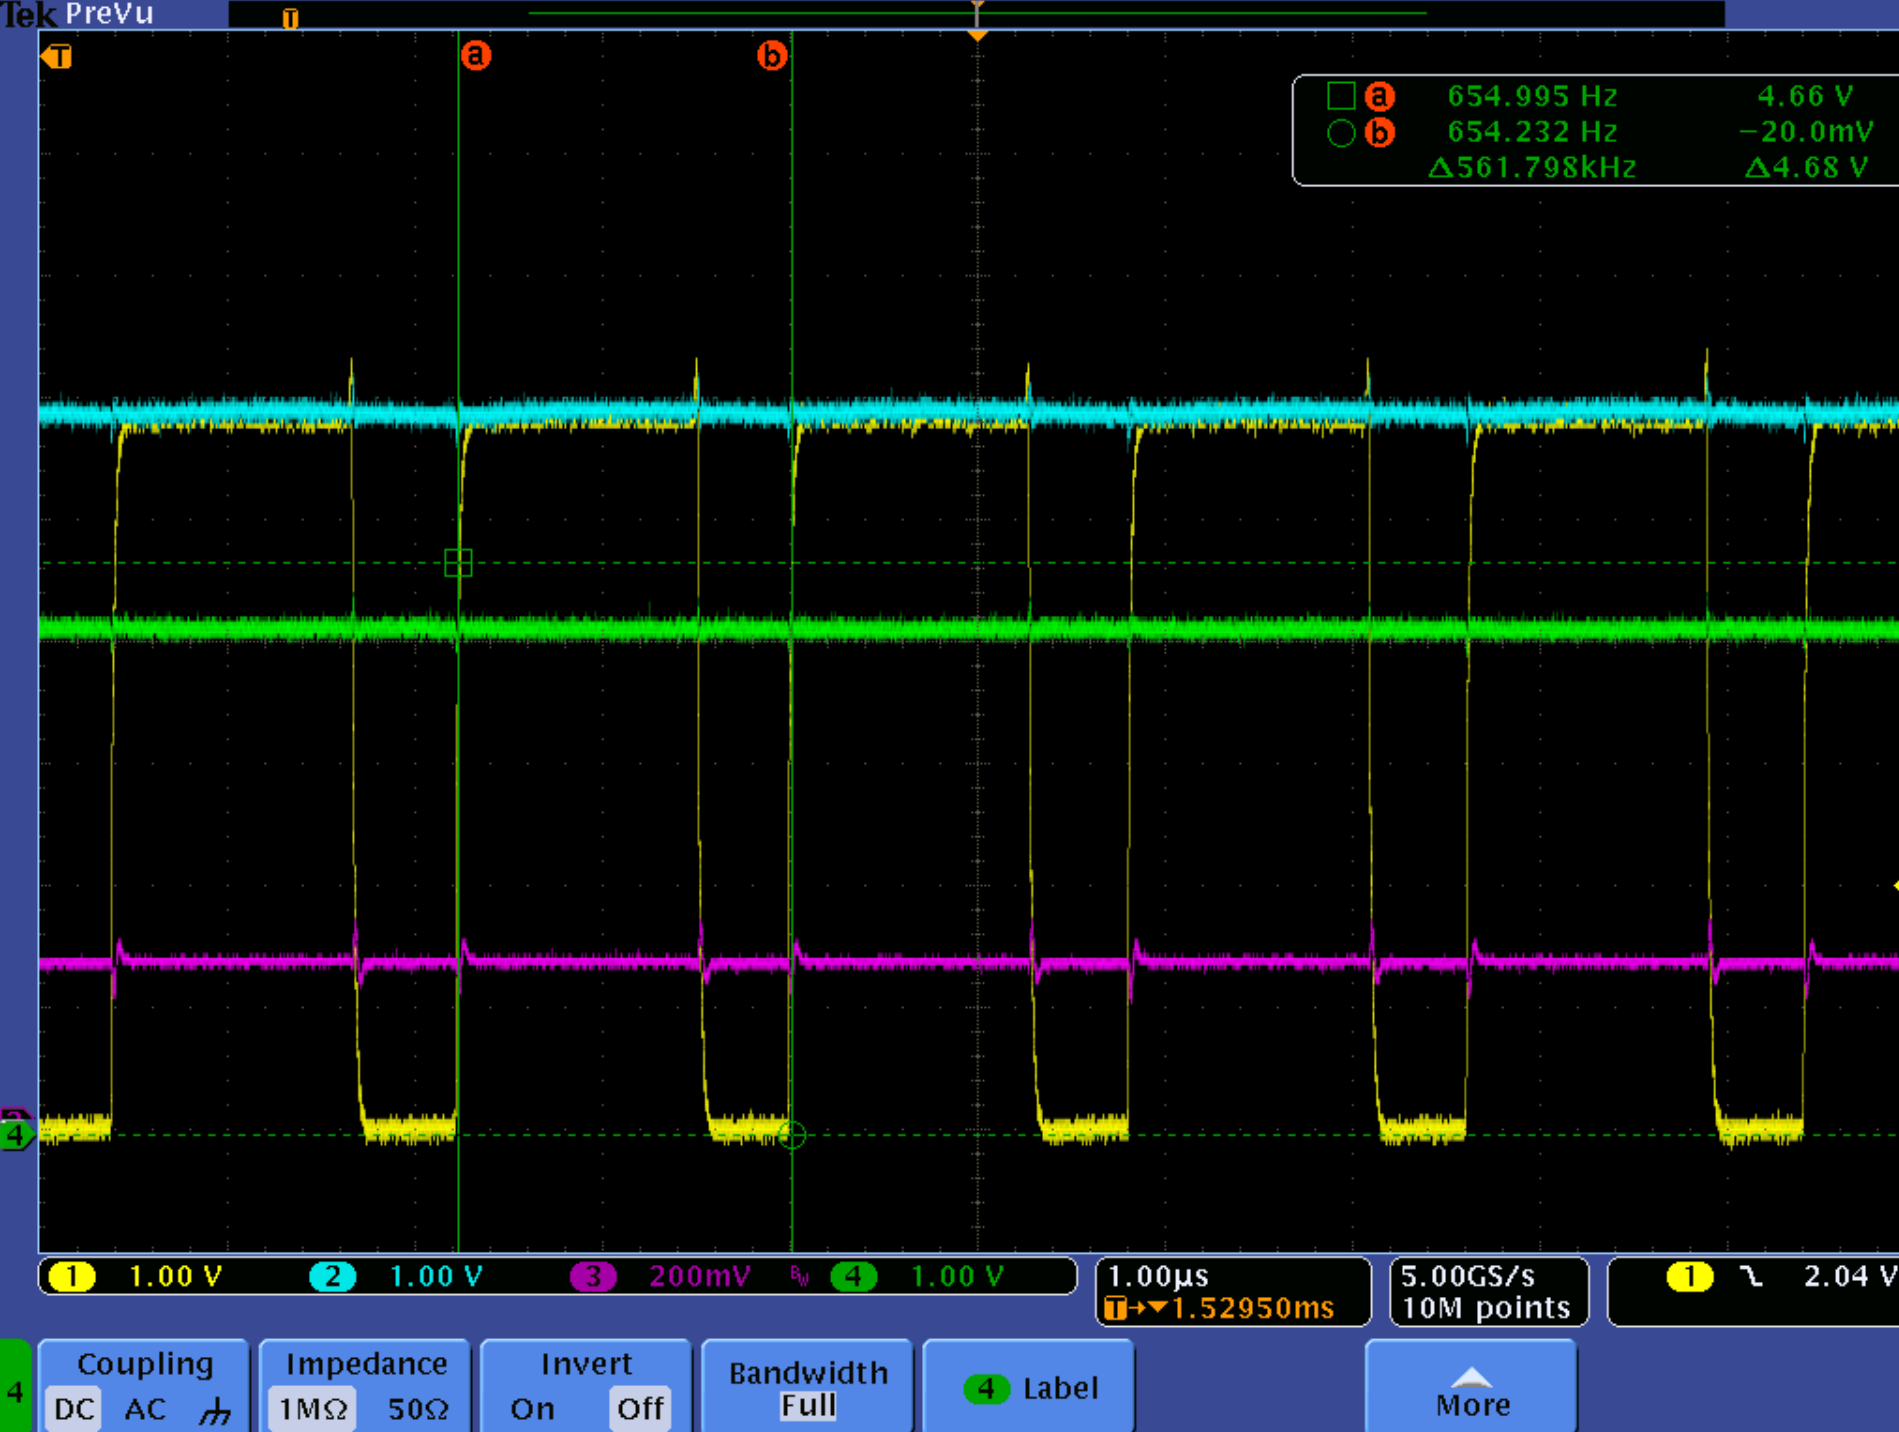 Tek PreVu
T
T
a b
a 654.995 Hz 4.66 V
b 654.232 Hz −20.0mV
Δ561.798kHz Δ4.68 V
4
1 1.00 V 2 1.00 V 3 200mV BW 4 1.00 V
1.00µs
T→▼1.52950ms
5.00GS/s
10M points
1 2.04 V
4
Coupling
DC AC
Impedance
1MΩ 50Ω
Invert
On Off
Bandwidth
Full
4 Label
More